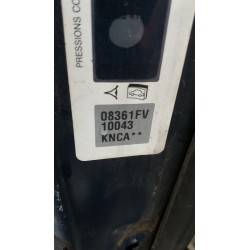 PRESSIONS CO
08361FV
10043
KNCA**